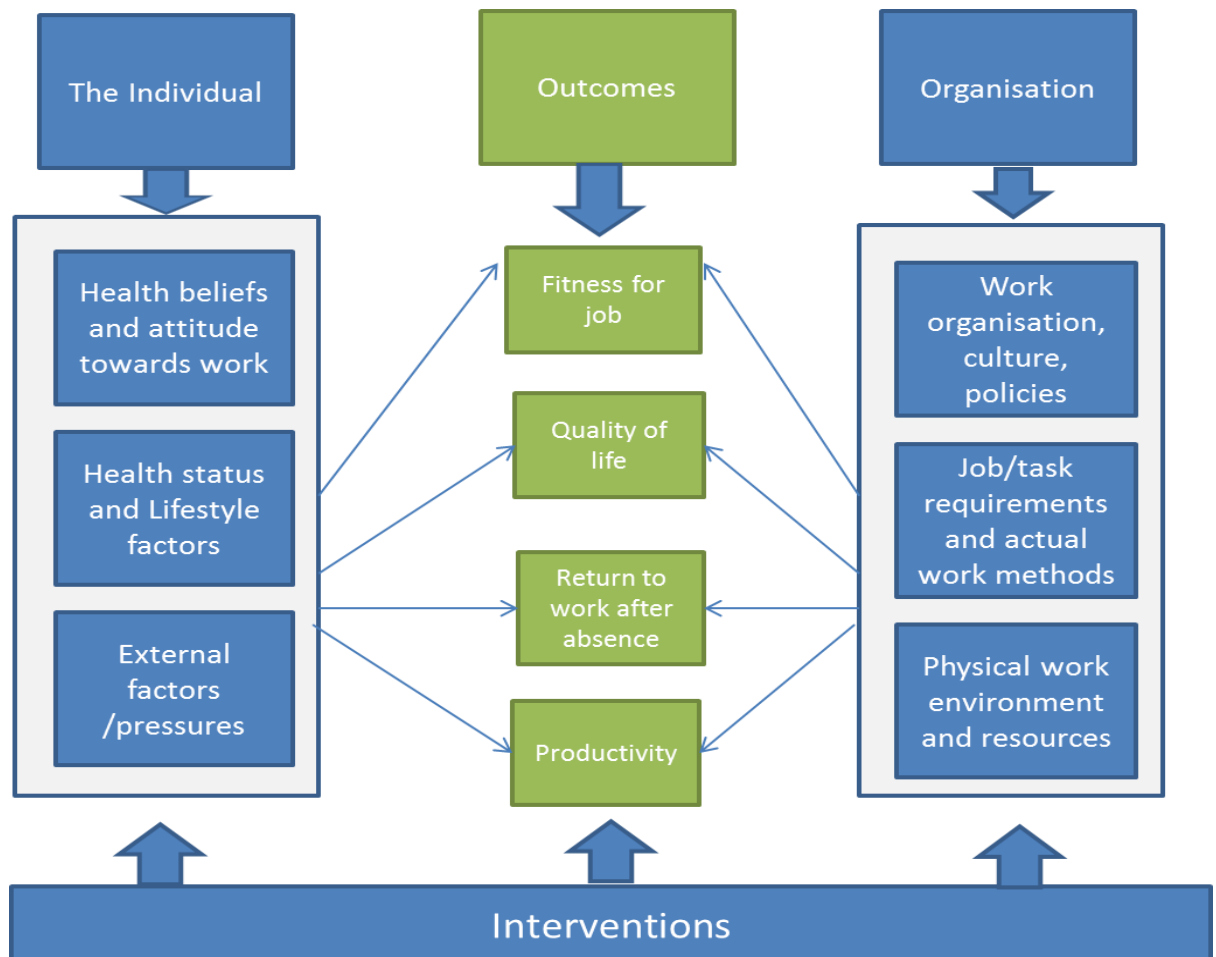 The Individual
Outcomes
Organisation
Health beliefs
and attitude
towards work
Health status
and Lifestyle
factors
External
factors
/pressures
Fitness for
job
Quality of
life
Return to
work after
absence
Productivity
Work
organisation,
culture,
policies
Job/task
requirements
and actual
work methods
Physical work
environment
and resources
Interventions